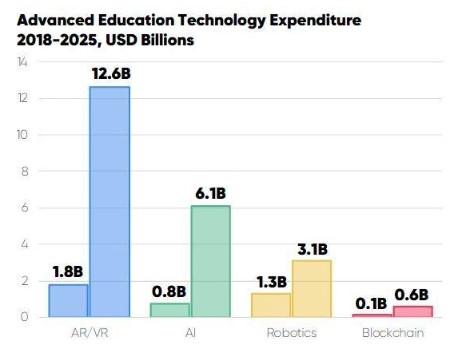 Advanced Education Technology Expenditure
2018-2025, USD Billions
14
12
10
8
6
4
2
0
1.8B
12.6B
0.8B
6.1B
1.3B
3.1B
0.1B
0.6B
AR/VR
AI
Robotics
Blockchain